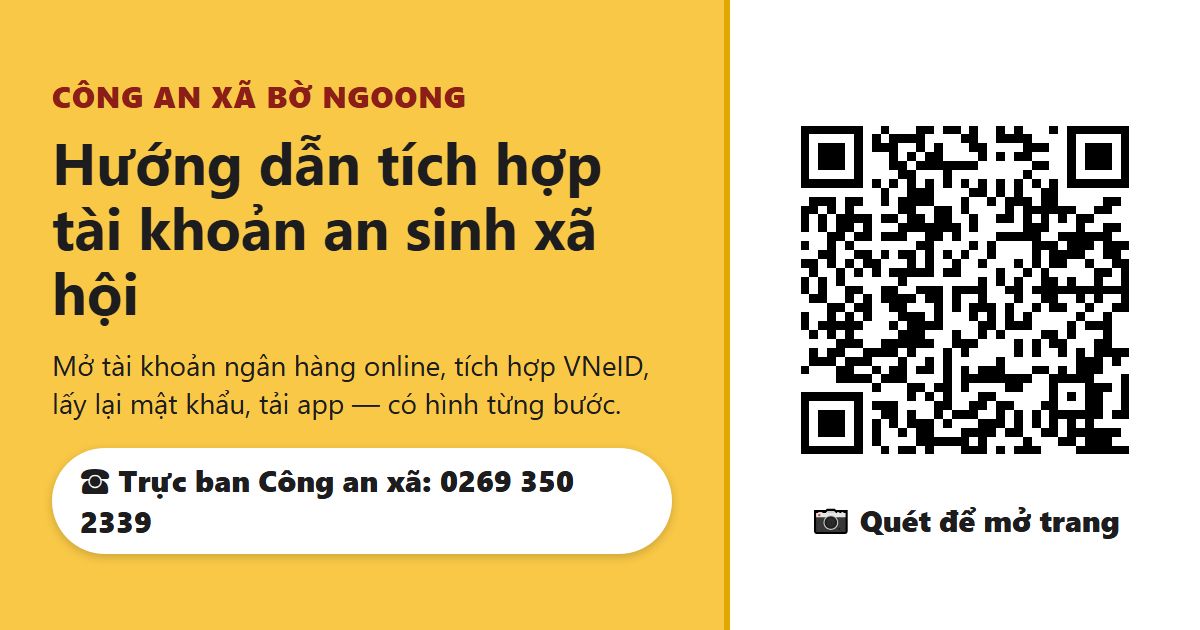 CÔNG AN XÃ BỜ NGOONG
Hướng dẫn tích hợp
tài khoản an sinh xã
hội
Mở tài khoản ngân hàng online, tích hợp VNeID,
lấy lại mật khẩu, tải app — có hình từng bước.
☎ Trực ban Công an xã: 0269 350
2339
📷 Quét để mở trang